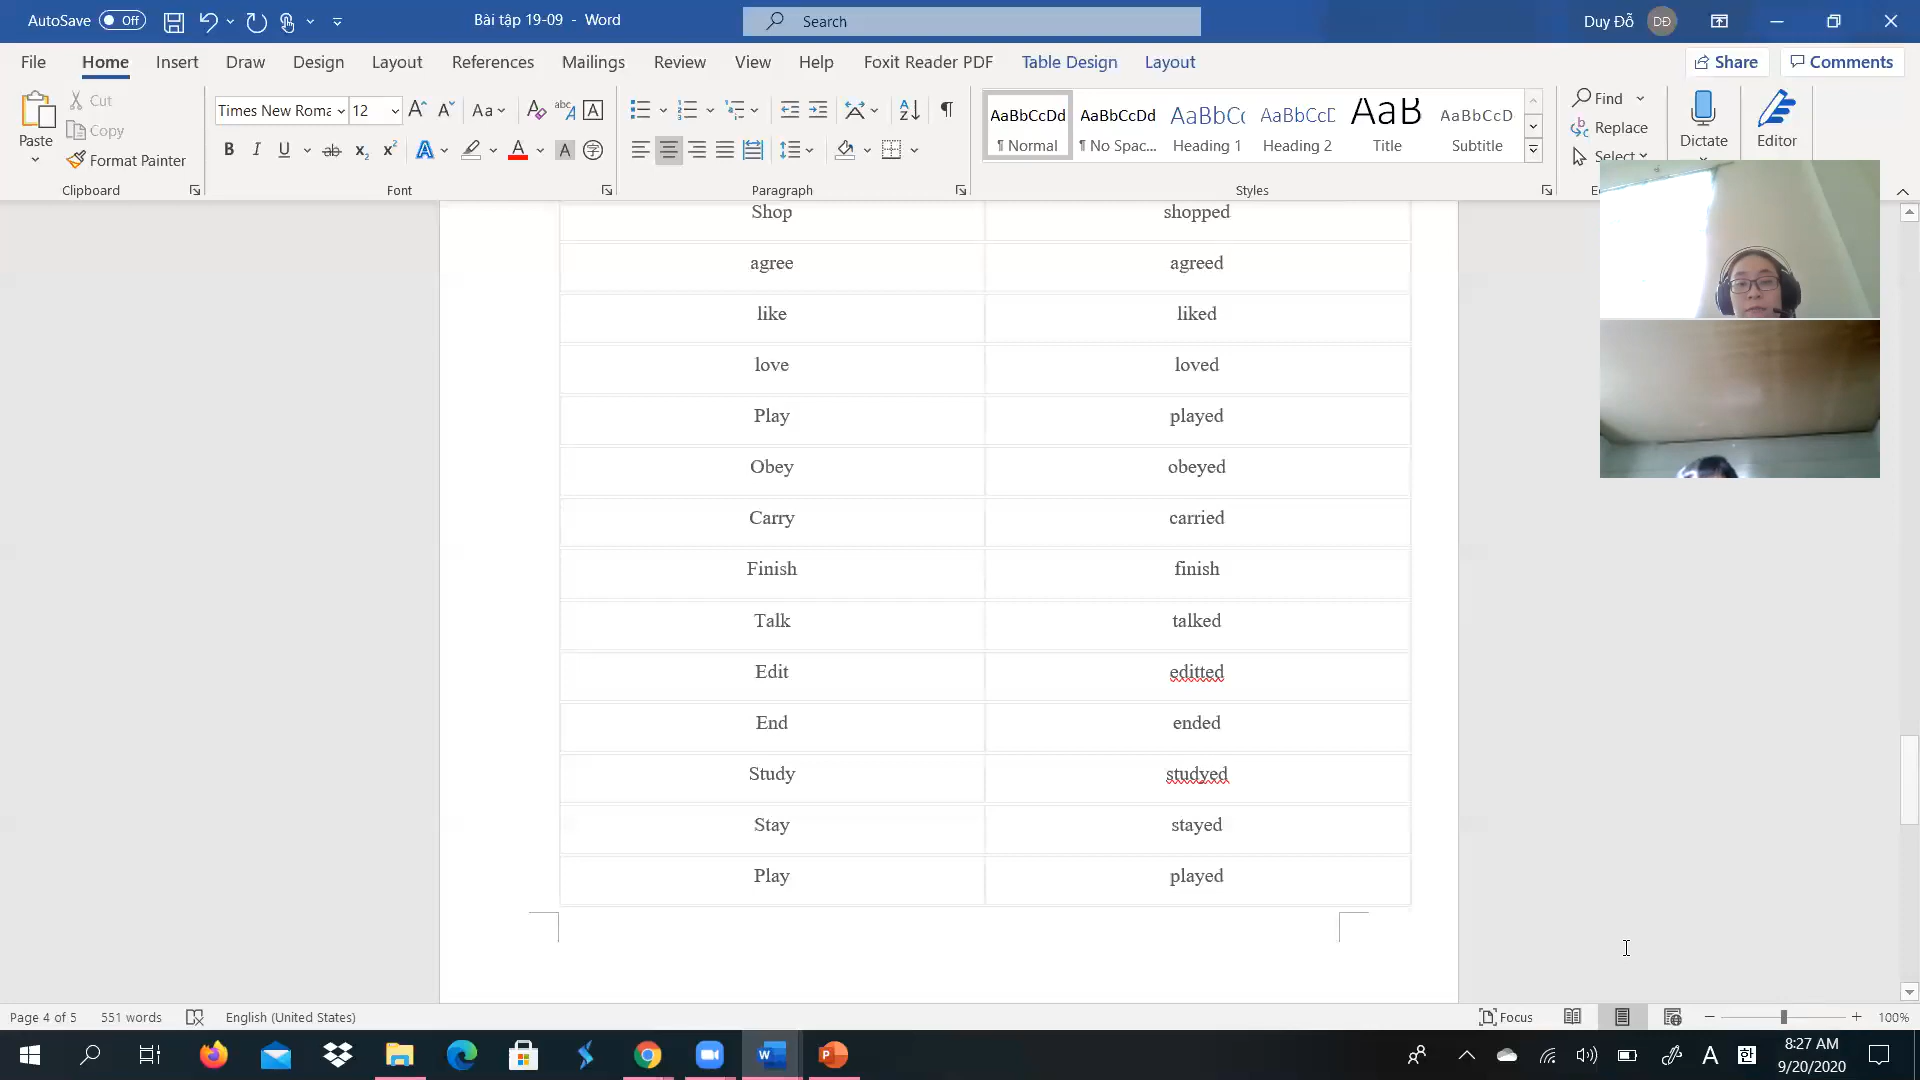 AutoSave Off Bài tập 19-09 - Word Search Duy Đỗ DĐ
File Home Insert Draw Design Layout References Mailings Review View Help Foxit Reader PDF Table Design Layout Share Comments
Paste Cut Copy Format Painter Clipboard
Times New Roma 12 Aa Font
Paragraph
AaBbCcDd ¶ Normal AaBbCcDd ¶ No Spac... AaBbCc Heading 1 AaBbCcD Heading 2 AaB Title AaBbCcD Subtitle Styles
Find Replace Select Dictate Editor
Shop shopped
agree agreed
like liked
love loved
Play played
Obey obeyed
Carry carried
Finish finish
Talk talked
Edit editted
End ended
Study studyed
Stay stayed
Play played
Page 4 of 5 551 words English (United States) Focus 100%
8:27 AM
9/20/2020